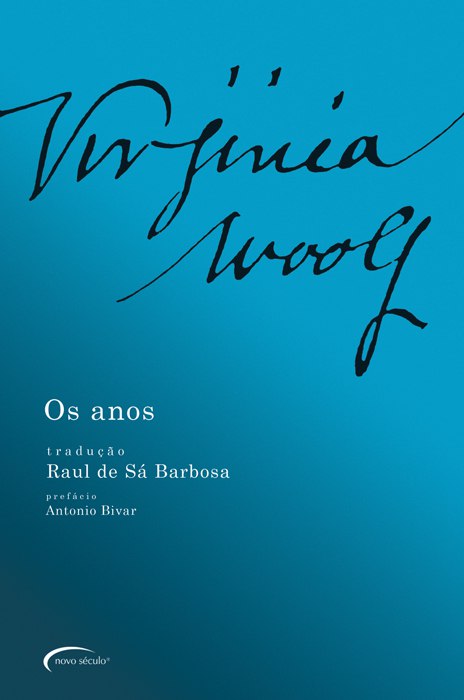 Virginia
Woolf
Os anos
tradução
Raul de Sá Barbosa
prefácio
Antonio Bivar
novo século®